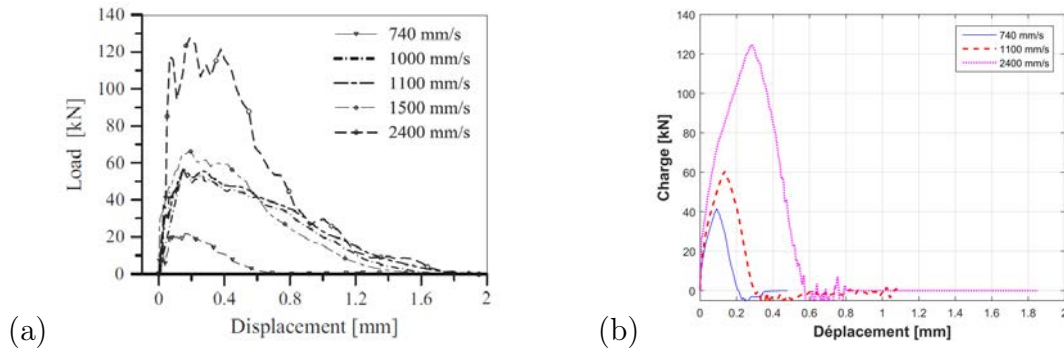 140
120
100
80
60
40
20
0
Load [kN]
0 0.4 0.8 1.2 1.6 2
Displacement [mm]
740 mm/s
1000 mm/s
1100 mm/s
1500 mm/s
2400 mm/s
(a)
140
120
100
80
60
40
20
0
Charge [kN]
0 0.2 0.4 0.6 0.8 1 1.2 1.4 1.6 1.8 2
Déplacement [mm]
740 mm/s
1100 mm/s
2400 mm/s
(b)